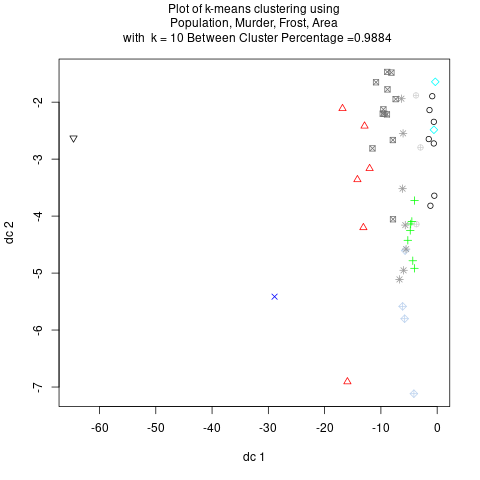 Plot of k-means clustering using
Population, Murder, Frost, Area
with k = 10 Between Cluster Percentage =0.9884
dc 2
-2
-3
-4
-5
-6
-7
-60
-50
-40
-30
-20
-10
0
dc 1